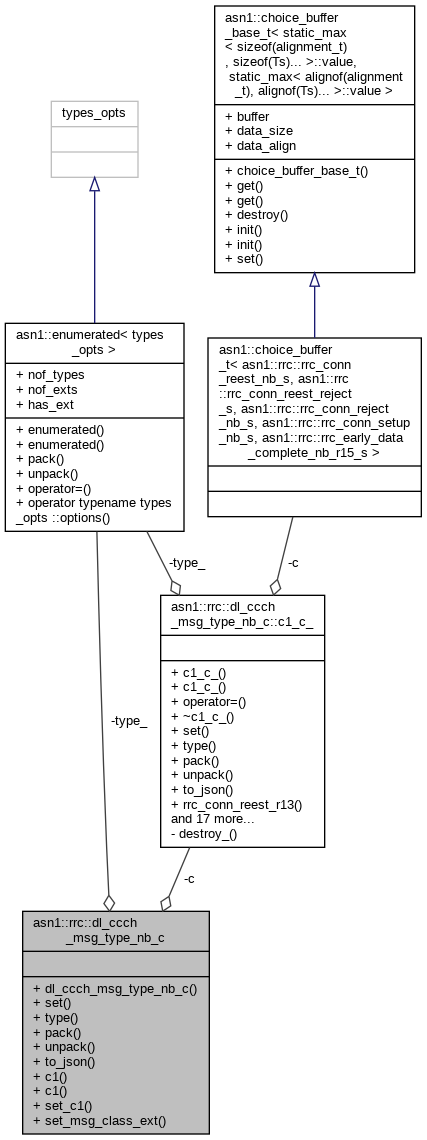 asn1::choice_buffer
_base_t< static_max
< sizeof(alignment_t)
, sizeof(Ts)... >::value,
static_max< alignof(alignment
_t), alignof(Ts)... >::value >
+ buffer
+ data_size
+ data_align
+ choice_buffer_base_t()
+ get()
+ get()
+ destroy()
+ init()
+ init()
+ set()
types_opts
asn1::enumerated< types
_opts >
+ nof_types
+ nof_exts
+ has_ext
+ enumerated()
+ enumerated()
+ pack()
+ unpack()
+ operator=()
+ operator typename types
_opts ::options()
asn1::choice_buffer
_t< asn1::rrc::rrc_conn
_reest_nb_s, asn1::rrc
::rrc_conn_reest_reject
_s, asn1::rrc::rrc_conn_reject
_nb_s, asn1::rrc::rrc_conn_setup
_nb_s, asn1::rrc::rrc_early_data
_complete_nb_r15_s >
-type_
-c
asn1::rrc::dl_ccch
_msg_type_nb_c::c1_c_
+ c1_c_()
+ c1_c_()
+ operator=()
+ ~c1_c_()
+ set()
+ type()
+ pack()
+ unpack()
+ to_json()
+ rrc_conn_reest_r13()
and 17 more...
- destroy_()
-type_
-c
asn1::rrc::dl_ccch
_msg_type_nb_c
+ dl_ccch_msg_type_nb_c()
+ set()
+ type()
+ pack()
+ unpack()
+ to_json()
+ c1()
+ c1()
+ set_c1()
+ set_msg_class_ext()